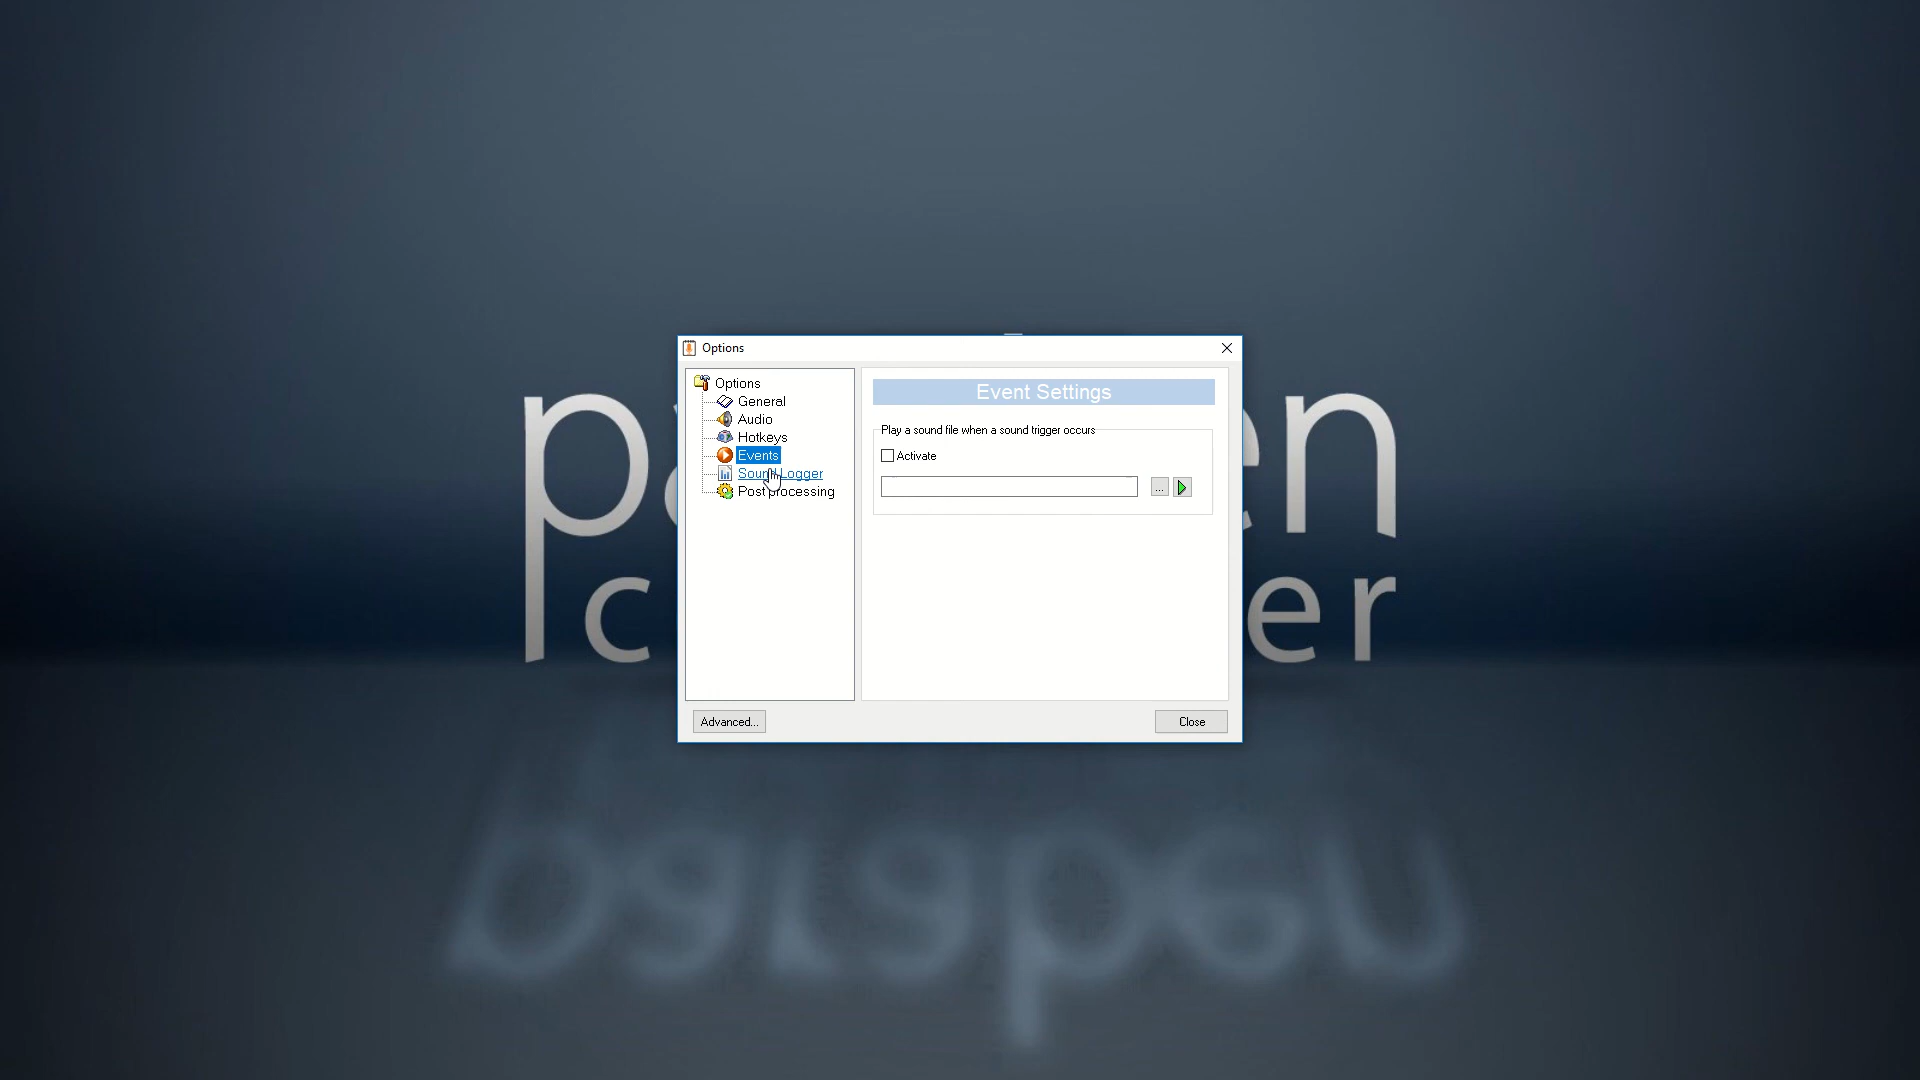 Options
Options
General
Audio
Hotkeys
Events
Sound Logger
Post processing
Event Settings
Play a sound file when a sound trigger occurs
Activate
...
Advanced...
Close